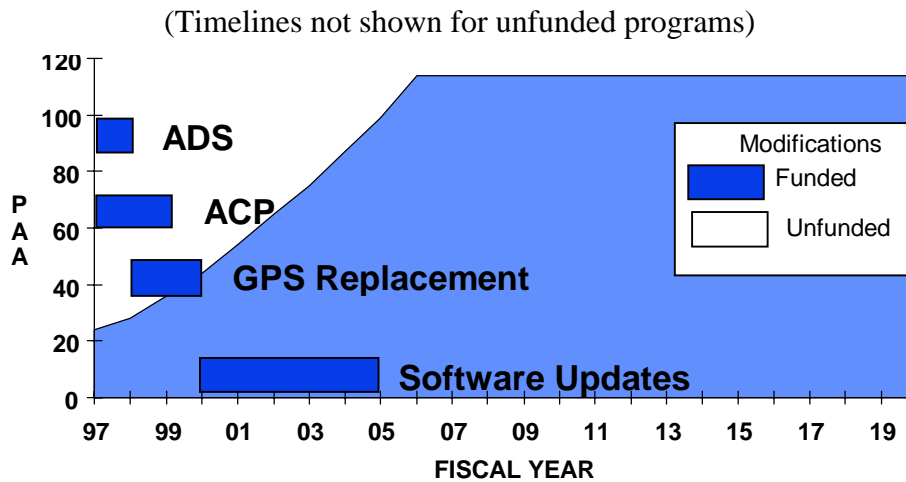 (Timelines not shown for unfunded programs)
120
100
80
60
40
20
0
P
A
A
ADS
ACP
GPS Replacement
Software Updates
Modifications
Funded
Unfunded
97 99 01 03 05 07 09 11 13 15 17 19
FISCAL YEAR